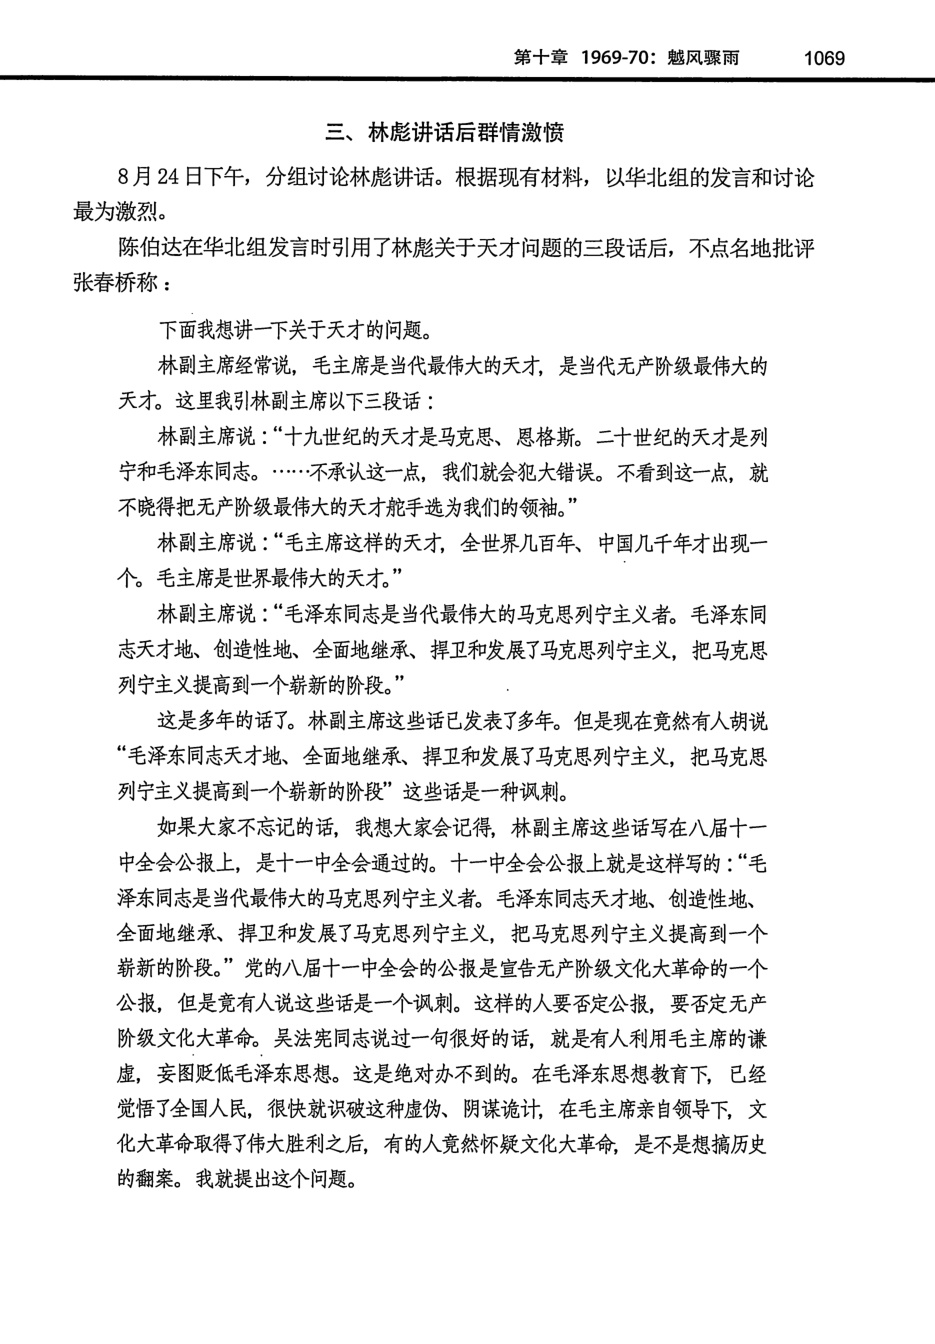 第十章 1969-70：魆风骤雨 1069
三、林彪讲话后群情激愤
8月24日下午，分组讨论林彪讲话。根据现有材料，以华北组的发言和讨论
最为激烈。
陈伯达在华北组发言时引用了林彪关于天才问题的三段话后，不点名地批评
张春桥称：
下面我想讲一下关于天才的问题。
林副主席经常说，毛主席是当代最伟大的天才，是当代无产阶级最伟大的
天才。这里我引林副主席以下三段话：
林副主席说：“十九世纪的天才是马克思、恩格斯。二十世纪的天才是列
宁和毛泽东同志。……不承认这一点，我们就会犯大错误。不看到这一点，就
不晓得把无产阶级最伟大的天才舵手选为我们的领袖。”
林副主席说：“毛主席这样的天才，全世界几百年、中国几千年才出现一
个。毛主席是世界最伟大的天才。”
林副主席说：“毛泽东同志是当代最伟大的马克思列宁主义者。毛泽东同
志天才地、创造性地、全面地继承、捍卫和发展了马克思列宁主义，把马克思
列宁主义提高到一个崭新的阶段。”
这是多年的话了。林副主席这些话已发表了多年。但是现在竟然有人胡说
“毛泽东同志天才地、全面地继承、捍卫和发展了马克思列宁主义，把马克思
列宁主义提高到一个崭新的阶段”这些话是一种讽刺。
如果大家不忘记的话，我想大家会记得，林副主席这些话写在八届十一
中全会公报上，是十一中全会通过的。十一中全会公报上就是这样写的：“毛
泽东同志是当代最伟大的马克思列宁主义者。毛泽东同志天才地、创造性地、
全面地继承、捍卫和发展了马克思列宁主义，把马克思列宁主义提高到一个
崭新的阶段。”党的八届十一中全会的公报是宣告无产阶级文化大革命的一个
公报，但是竟有人说这些话是一个讽刺。这样的人要否定公报，要否定无产
阶级文化大革命。吴法宪同志说过一句很好的话，就是有人利用毛主席的谦
虚，妄图贬低毛泽东思想。这是绝对办不到的。在毛泽东思想教育下，已经
觉悟了全国人民，很快就识破这种虚伪、阴谋诡计，在毛主席亲自领导下，文
化大革命取得了伟大胜利之后，有的人竟然怀疑文化大革命，是不是想搞历史
的翻案。我就提出这个问题。